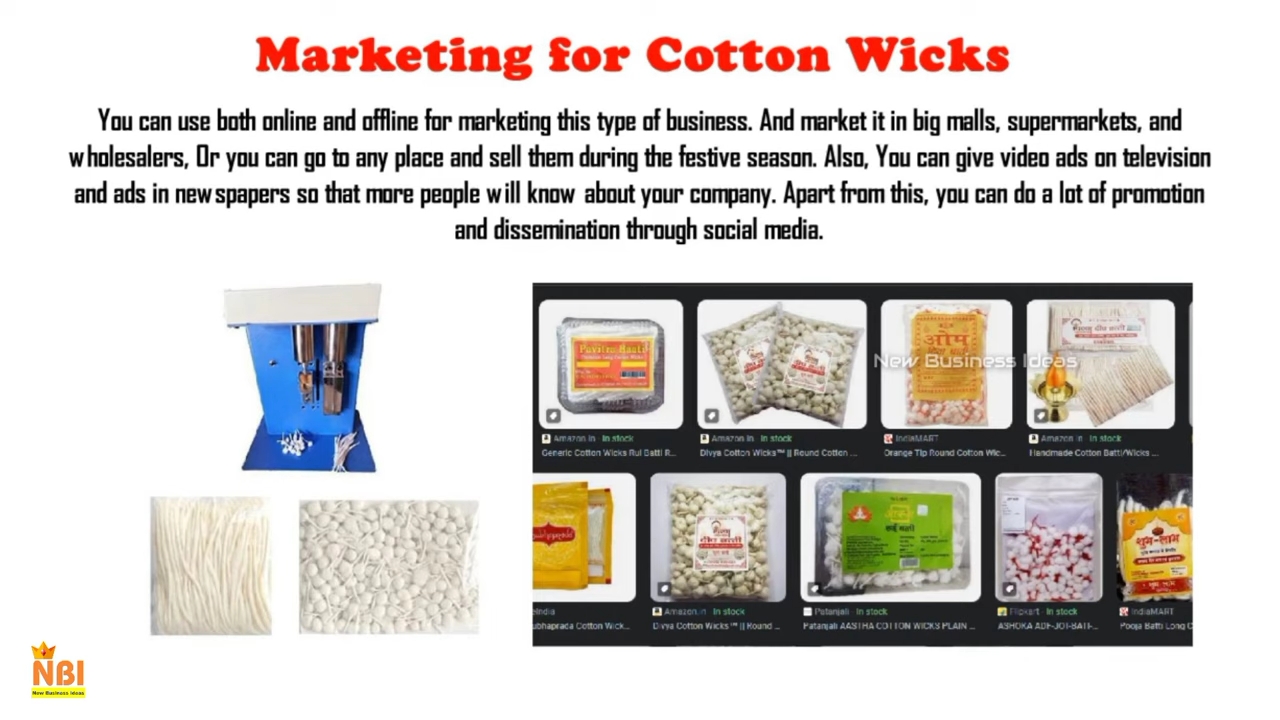 Marketing for Cotton Wicks
You can use both online and offline for marketing this type of business. And market it in big malls, supermarkets, and
wholesalers, Or you can go to any place and sell them during the festive season. Also, You can give video ads on television
and ads in newspapers so that more people will know about your company. Apart from this, you can do a lot of promotion
and dissemination through social media.
Pavitra Baati
ओम
New Business Ideas
Amazon.in · In stock
Amazon.in · In stock
IndiaMART
Amazon.in · In stock
Generic Cotton Wicks Rui Batti R...
Divya Cotton Wicks™ || Round Cotton ...
Orange Tip Round Cotton Wic...
Handmade Cotton Batti/Wicks ...
शुभ-लाभ
Amazon.in · In stock
Patanjali · In stock
Flipkart · In stock
IndiaMART
ubhaprada Cotton Wick...
Divya Cotton Wicks™ || Round ...
Patanjali AASTHA COTTON WICKS PLAIN ...
ASHOKA ADF-JOT-BATI-...
Pooja Batti Long C
NBI
New Business Ideas